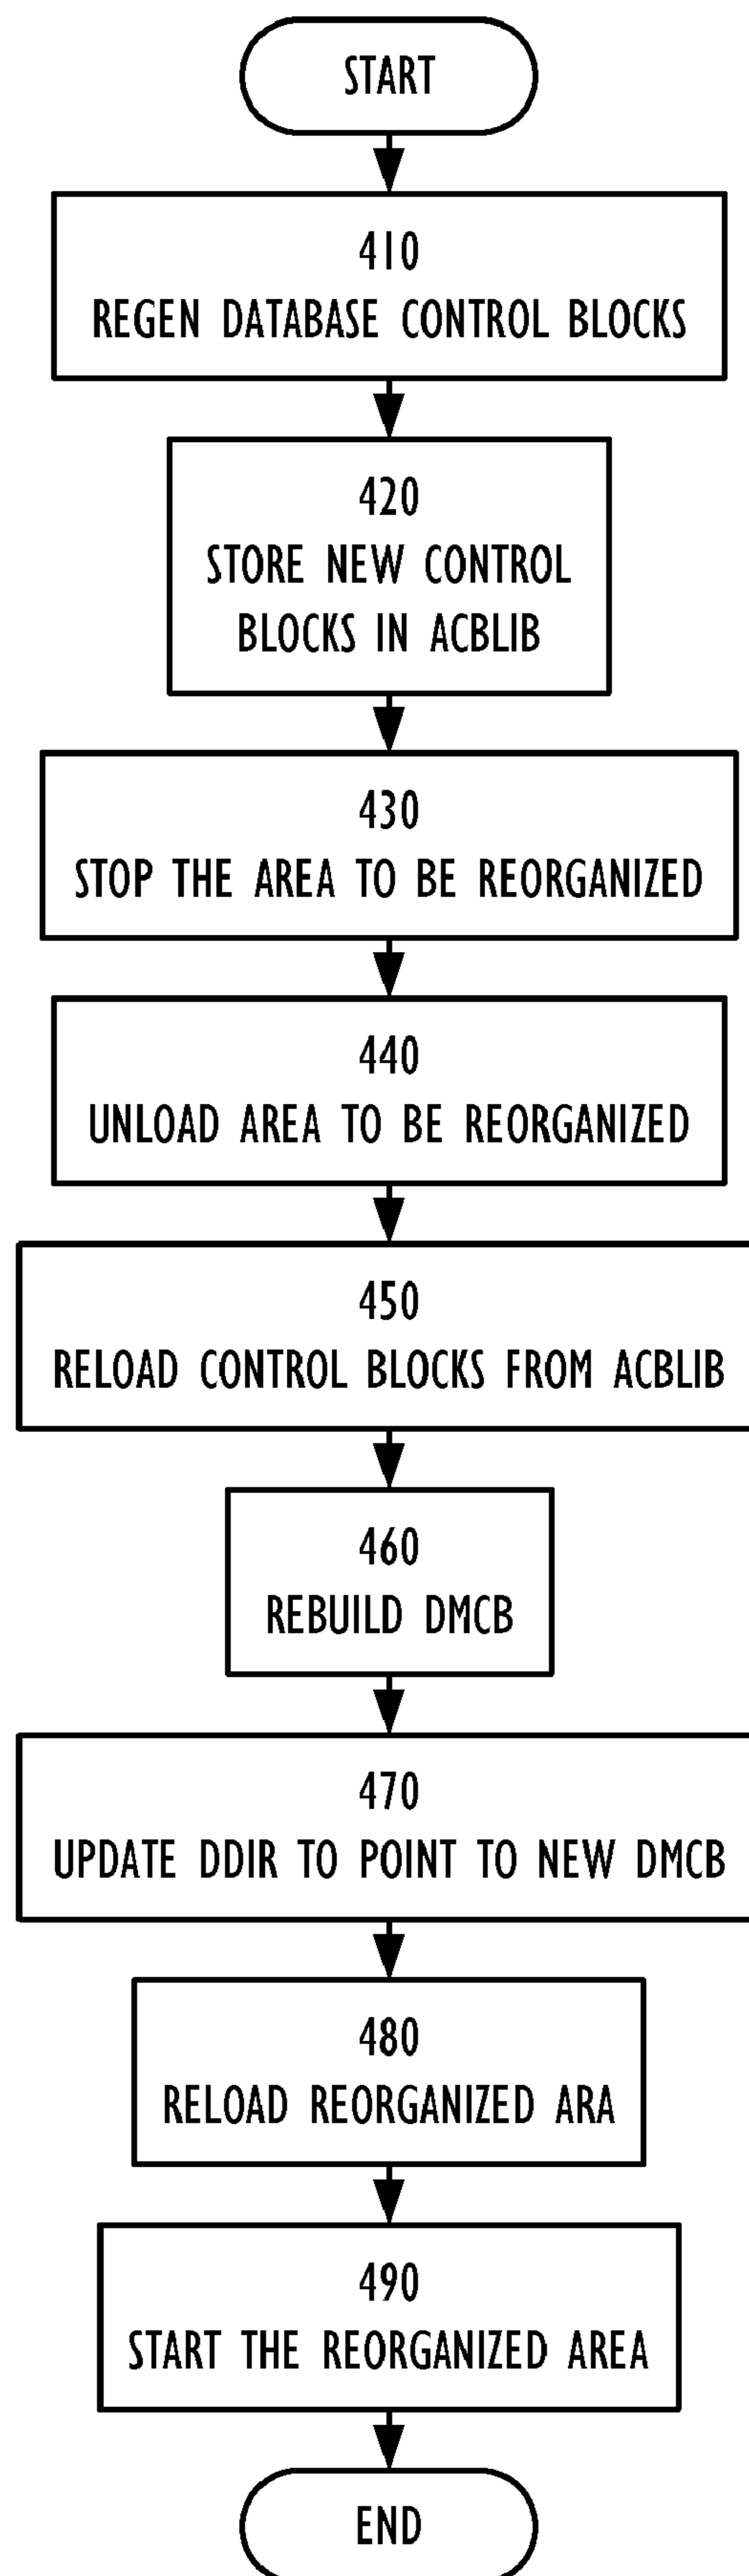 START
410
REGEN DATABASE CONTROL BLOCKS
420
STORE NEW CONTROL
BLOCKS IN ACBLIB
430
STOP THE AREA TO BE REORGANIZED
440
UNLOAD AREA TO BE REORGANIZED
450
RELOAD CONTROL BLOCKS FROM ACBLIB
460
REBUILD DMCB
470
UPDATE DDIR TO POINT TO NEW DMCB
480
RELOAD REORGANIZED ARA
490
START THE REORGANIZED AREA
END